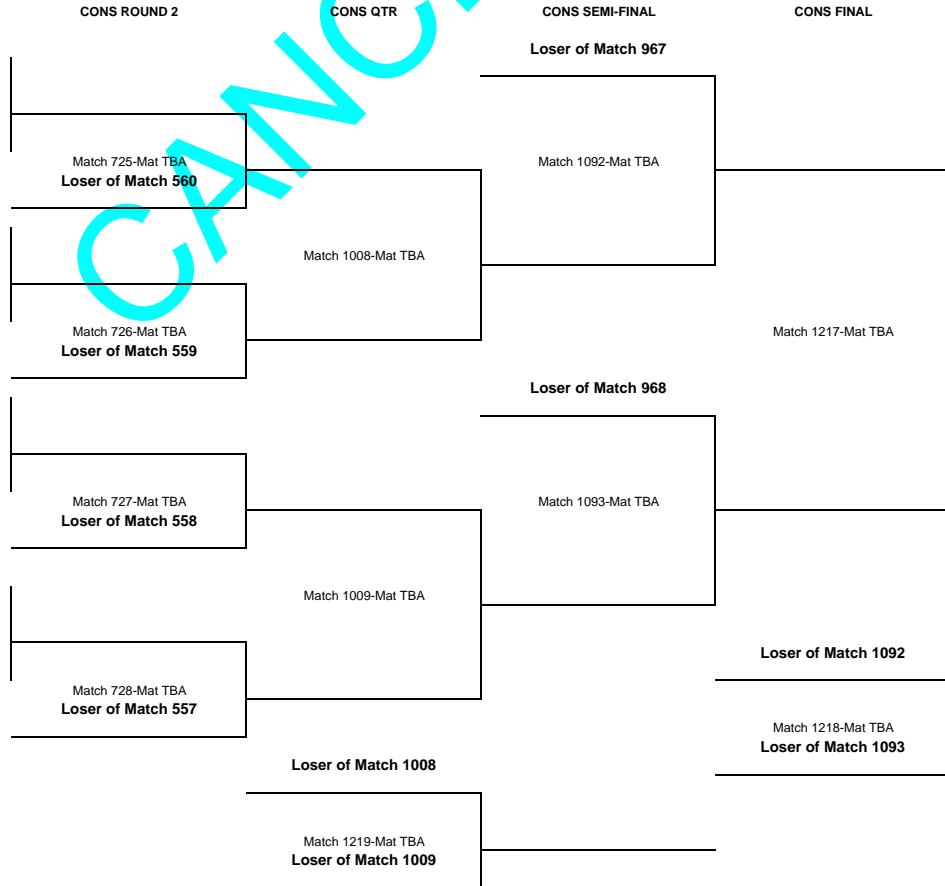 CONS ROUND 2
CONS QTR
CONS SEMI-FINAL
CONS FINAL
Loser of Match 967
Match 725-Mat TBA
Loser of Match 560
Match 1092-Mat TBA
Match 1008-Mat TBA
Match 726-Mat TBA
Loser of Match 559
Match 1217-Mat TBA
Loser of Match 968
Match 727-Mat TBA
Loser of Match 558
Match 1093-Mat TBA
Match 1009-Mat TBA
Loser of Match 1092
Match 728-Mat TBA
Loser of Match 557
Match 1218-Mat TBA
Loser of Match 1093
Loser of Match 1008
Match 1219-Mat TBA
Loser of Match 1009
CANC